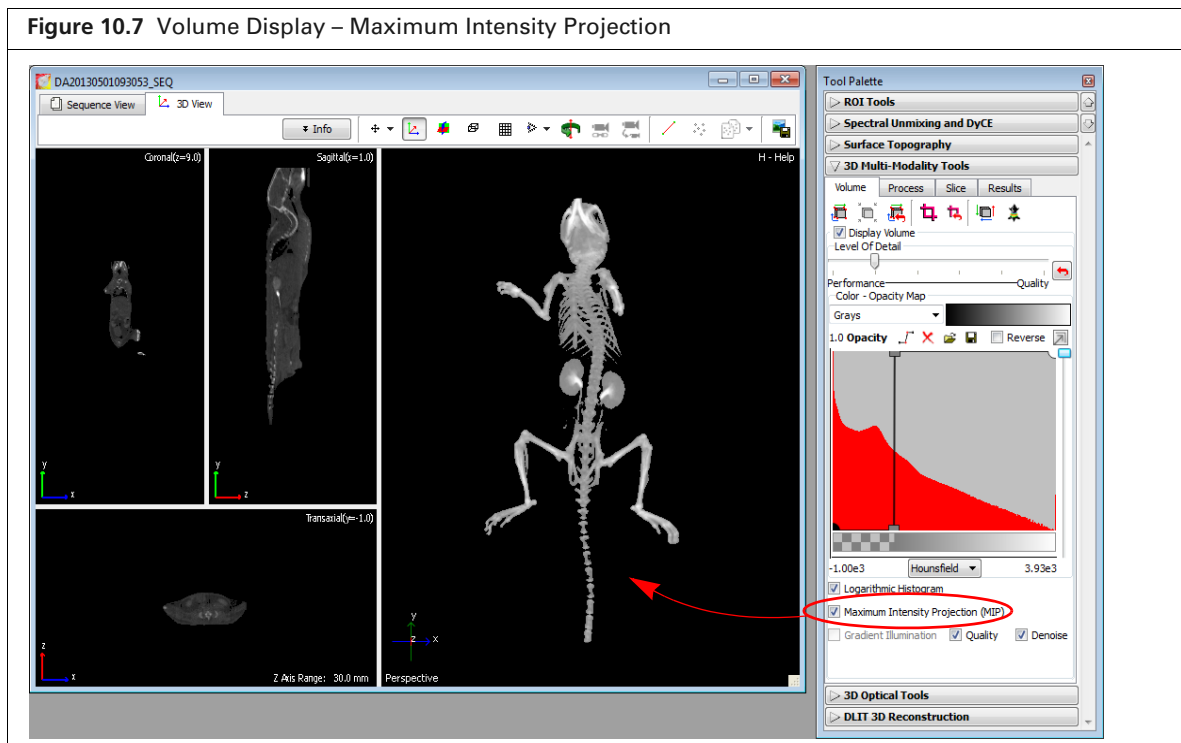 Figure 10.7 Volume Display – Maximum Intensity Projection
DA20130501093053_SEQ
Sequence View
3D View
Info
Coronal(z=9.0)
Sagittal(x=1.0)
H - Help
y
x
y
z
Transaxial(y=-1.0)
z
x
Z Axis Range: 30.0 mm
y
z
x
Perspective
Tool Palette
ROI Tools
Spectral Unmixing and DyCE
Surface Topography
3D Multi-Modality Tools
Volume
Process
Slice
Results
Display Volume
Level Of Detail
Performance
Quality
Color - Opacity Map
Grays
1.0 Opacity
Reverse
-1.00e3
Hounsfield
3.93e3
Logarithmic Histogram
Maximum Intensity Projection (MIP)
Gradient Illumination
Quality
Denoise
3D Optical Tools
DLIT 3D Reconstruction